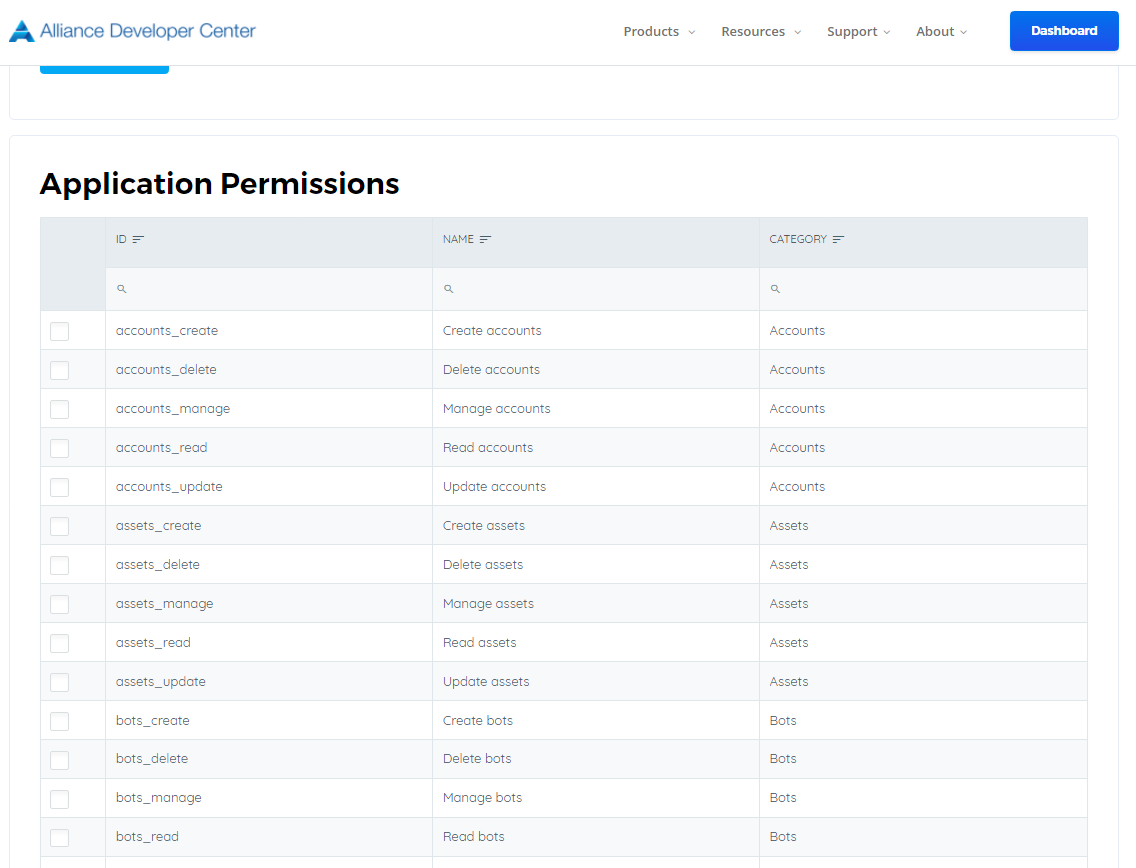 Alliance Developer Center
Products Resources Support About Dashboard
Application Permissions
ID NAME CATEGORY
accounts_create Create accounts Accounts
accounts_delete Delete accounts Accounts
accounts_manage Manage accounts Accounts
accounts_read Read accounts Accounts
accounts_update Update accounts Accounts
assets_create Create assets Assets
assets_delete Delete assets Assets
assets_manage Manage assets Assets
assets_read Read assets Assets
assets_update Update assets Assets
bots_create Create bots Bots
bots_delete Delete bots Bots
bots_manage Manage bots Bots
bots_read Read bots Bots